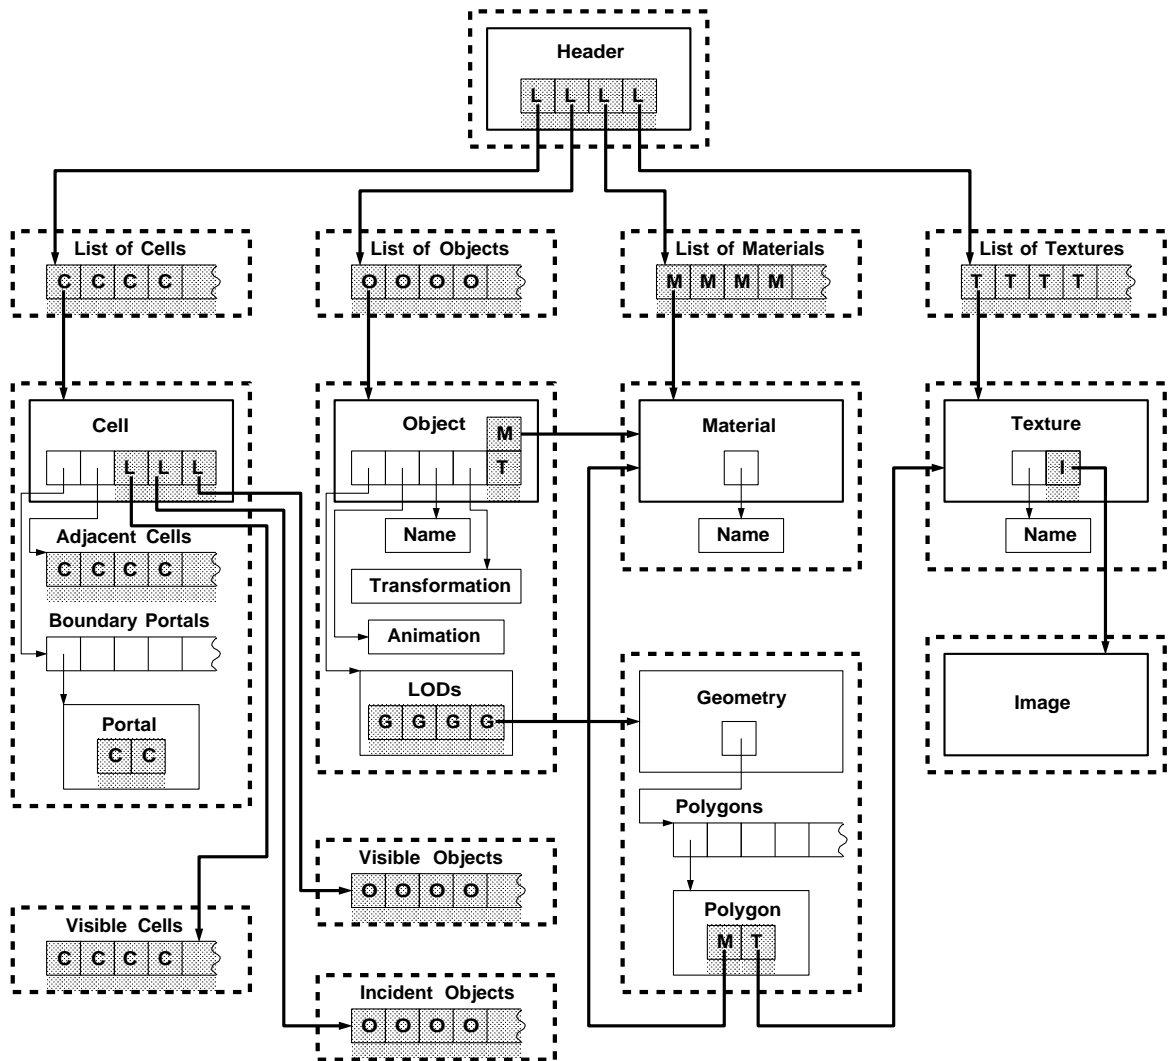 Header
L L L L
List of Cells
C C C C
List of Objects
O O O O
List of Materials
M M M M
List of Textures
T T T T
Cell
L L L
Adjacent Cells
C C C C
Boundary Portals
Portal
C C
Object
M
T
Name
Transformation
Animation
LODs
G G G G
Material
Name
Texture
I
Name
Image
Geometry
Polygons
Polygon
M T
Visible Objects
O O O O
Visible Cells
C C C C
Incident Objects
O O O O